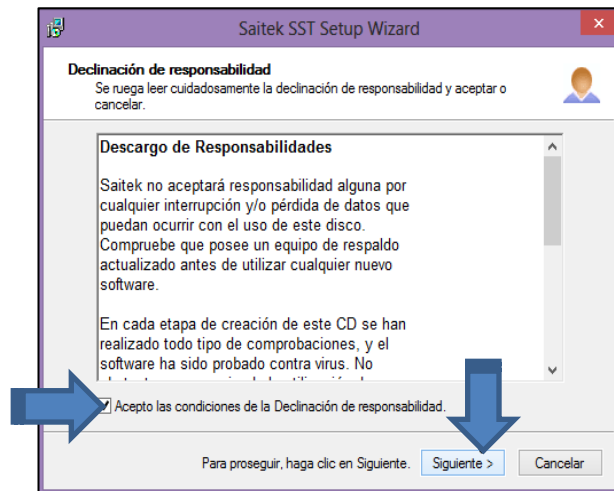 Saitek SST Setup Wizard
Declinación de responsabilidad
Se ruega leer cuidadosamente la declinación de responsabilidad y aceptar o
cancelar.
Descargo de Responsabilidades
Saitek no aceptará responsabilidad alguna por
cualquier interrupción y/o pérdida de datos que
puedan ocurrir con el uso de este disco.
Compruebe que posee un equipo de respaldo
actualizado antes de utilizar cualquier nuevo
software.
En cada etapa de creación de este CD se han
realizado todo tipo de comprobaciones, y el
software ha sido probado contra virus. No
Acepto las condiciones de la Declinación de responsabilidad.
Para proseguir, haga clic en Siguiente.
Siguiente >
Cancelar